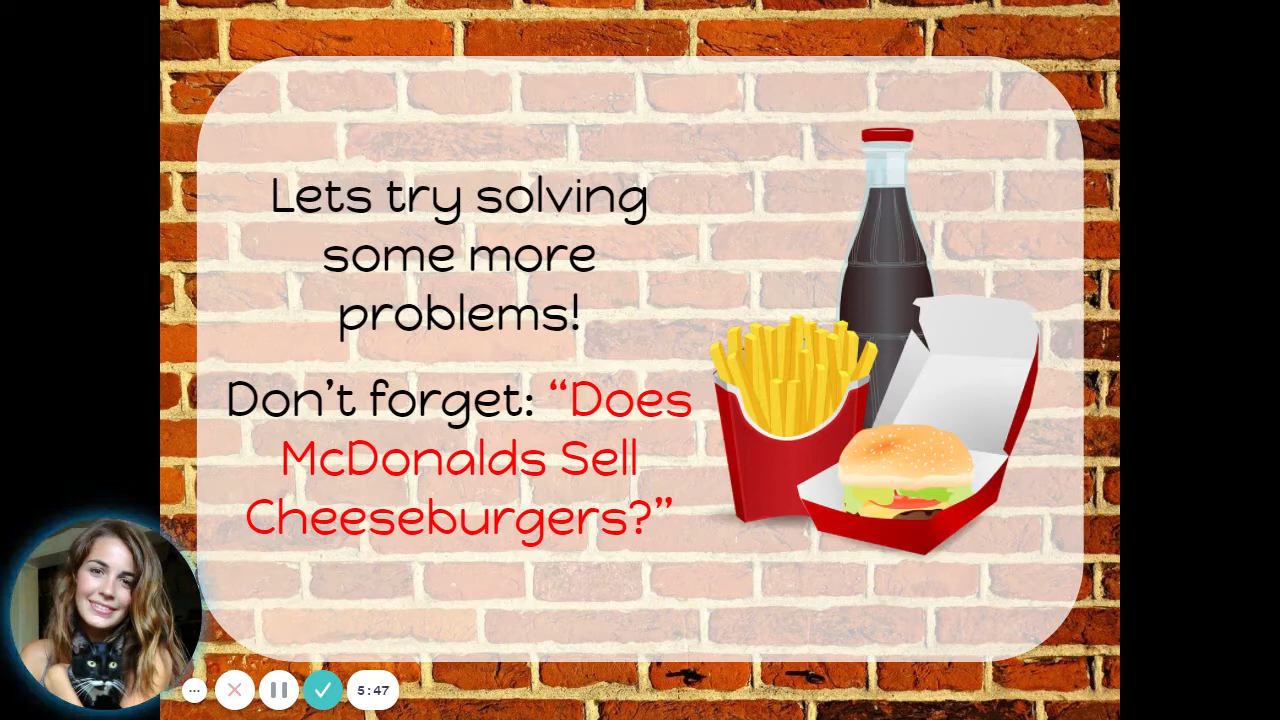 Lets try solving
some more
problems!
Don't forget: “Does
McDonalds Sell
Cheeseburgers?”
5:47